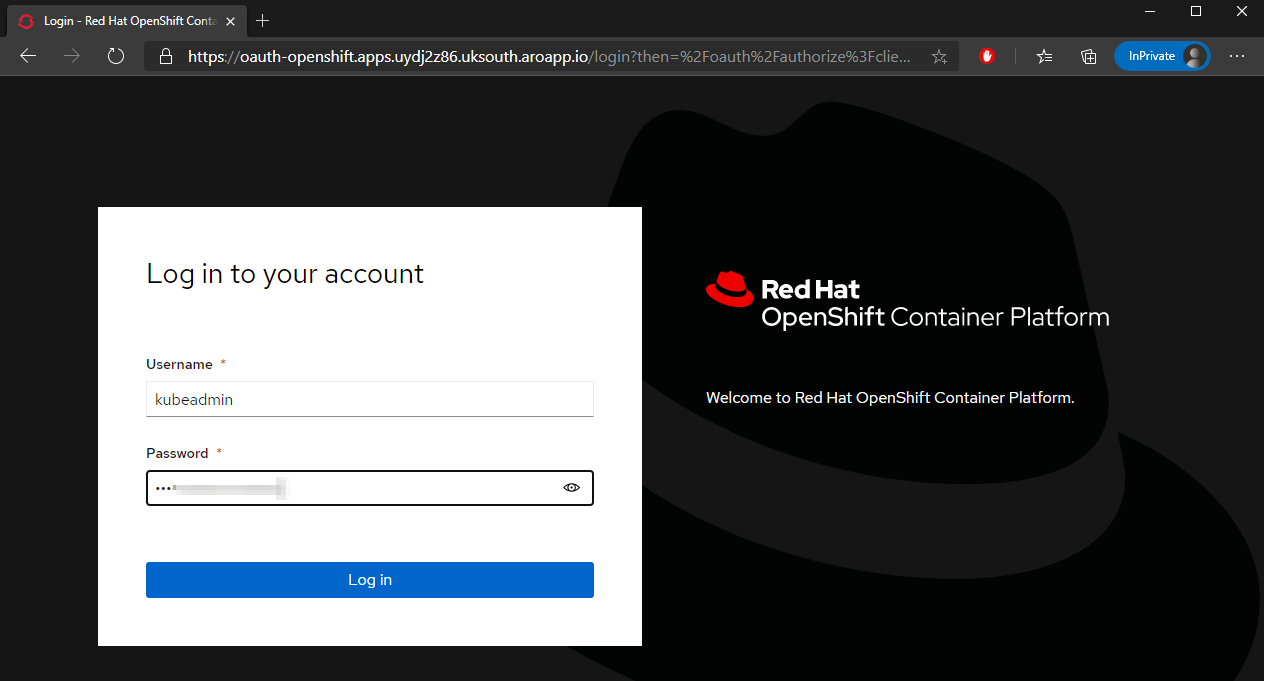 Login - Red Hat OpenShift Conta
https://oauth-openshift.apps.uydj2z86.uksouth.aroapp.io/login?then=%2Foauth%2Fauthorize%3Fclie...
InPrivate
Log in to your account
Username *
kubeadmin
Password *
Log in
Red Hat
OpenShift Container Platform
Welcome to Red Hat OpenShift Container Platform.